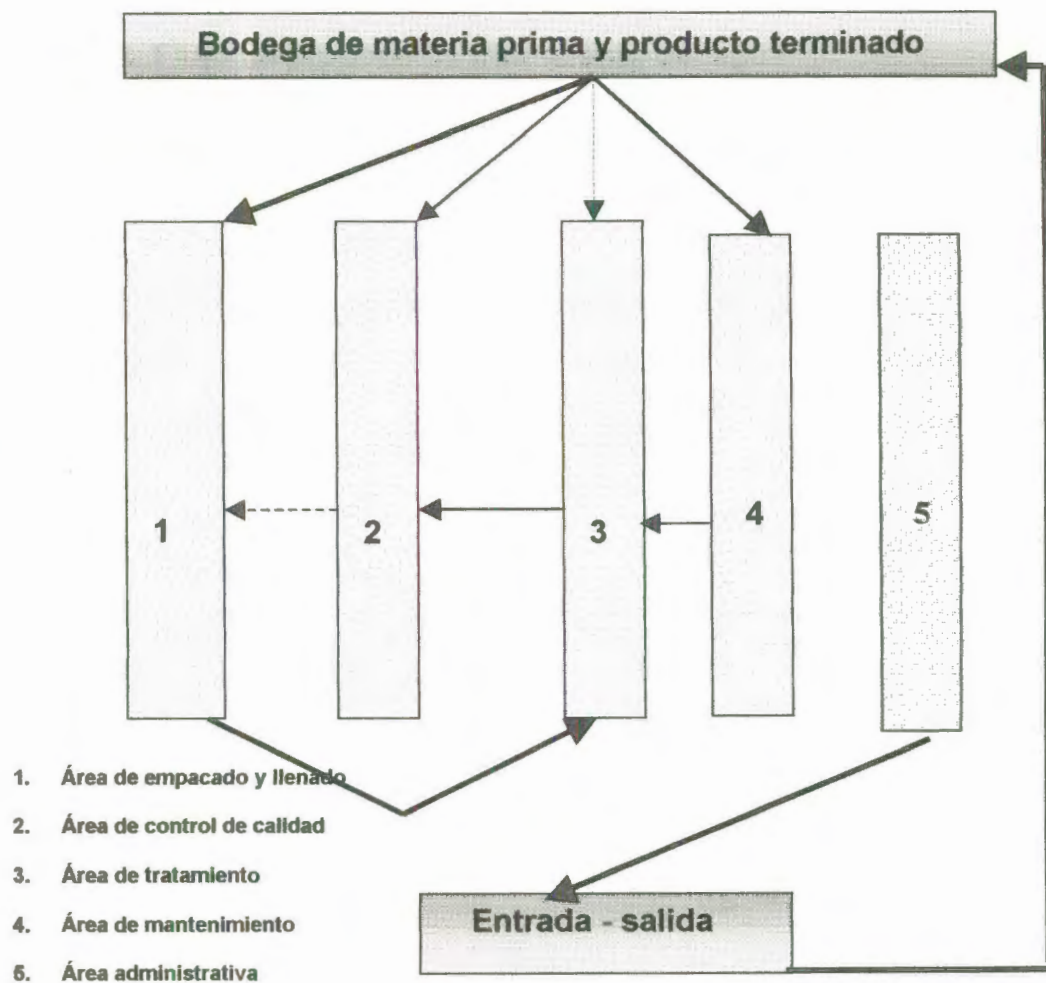 Bodega de materia prima y producto terminado
1
2
3
4
5
1. Área de empacado y llenado
2. Área de control de calidad
3. Área de tratamiento
4. Área de mantenimiento
5. Área administrativa
Entrada - salida